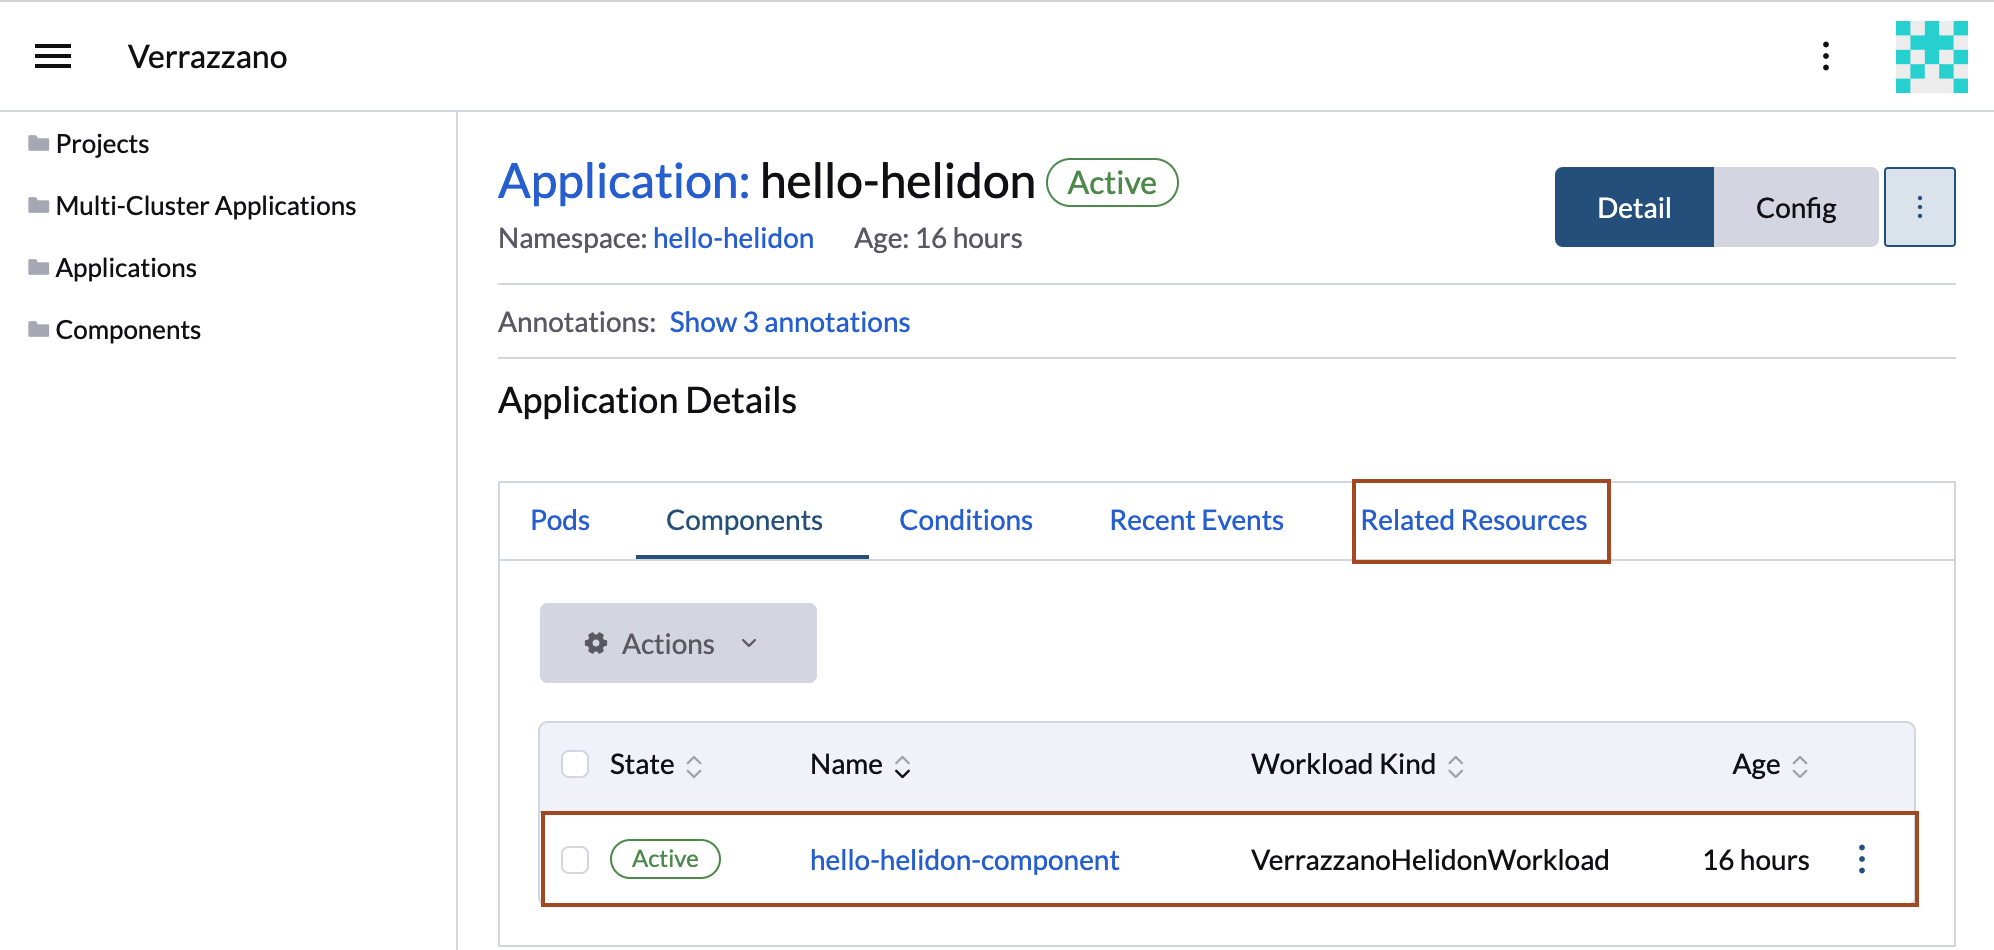 Verrazzano
Projects
Multi-Cluster Applications
Applications
Components
Application: hello-helidon Active
Namespace: hello-helidon Age: 16 hours
Detail Config
Annotations: Show 3 annotations
Application Details
Pods Components Conditions Recent Events Related Resources
Actions
State Name Workload Kind Age
Active hello-helidon-component VerrazzanoHelidonWorkload 16 hours